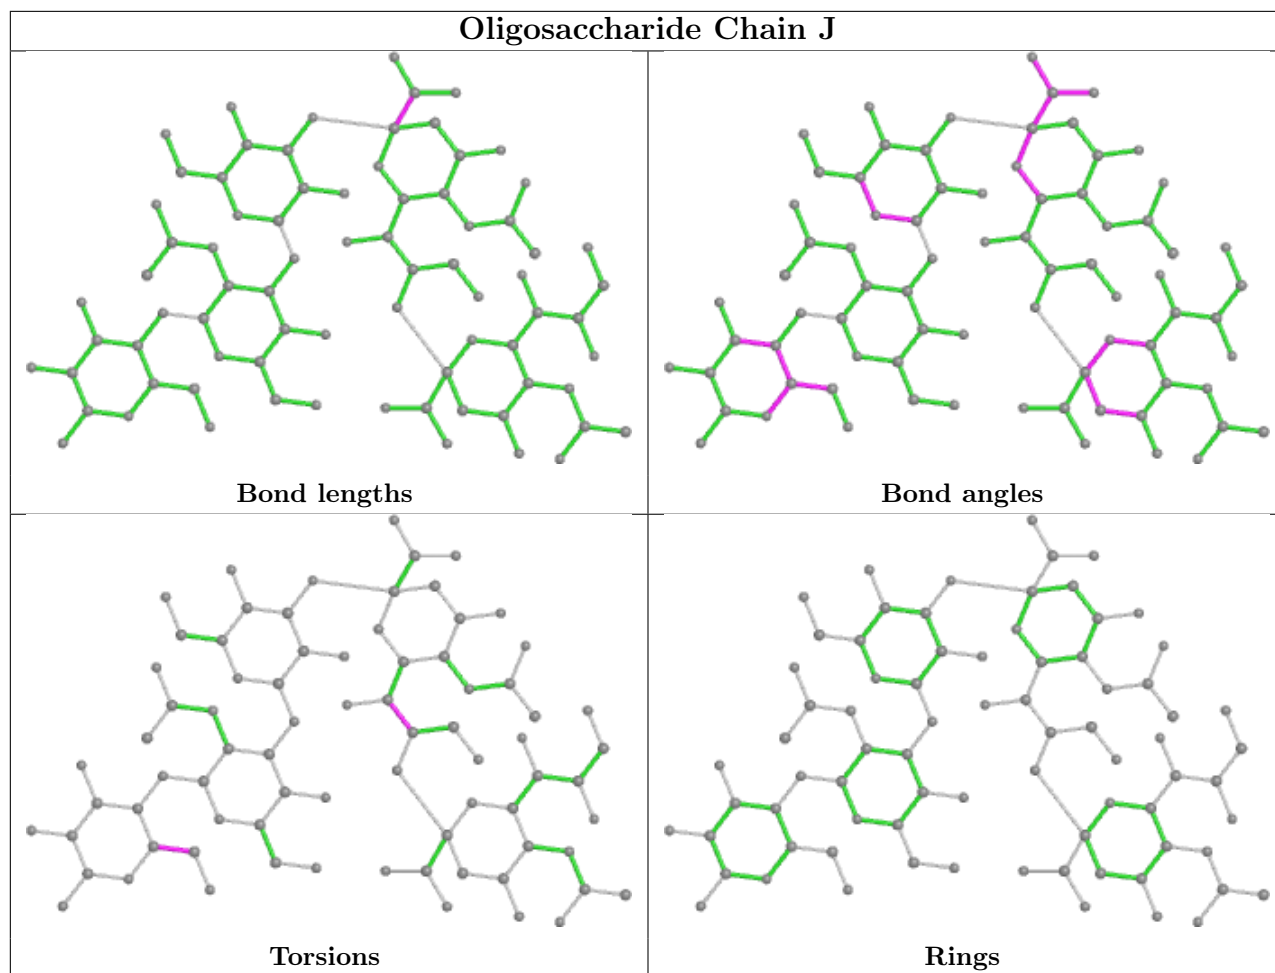 Oligosaccharide Chain J
Bond lengths
Bond angles
Torsions
Rings